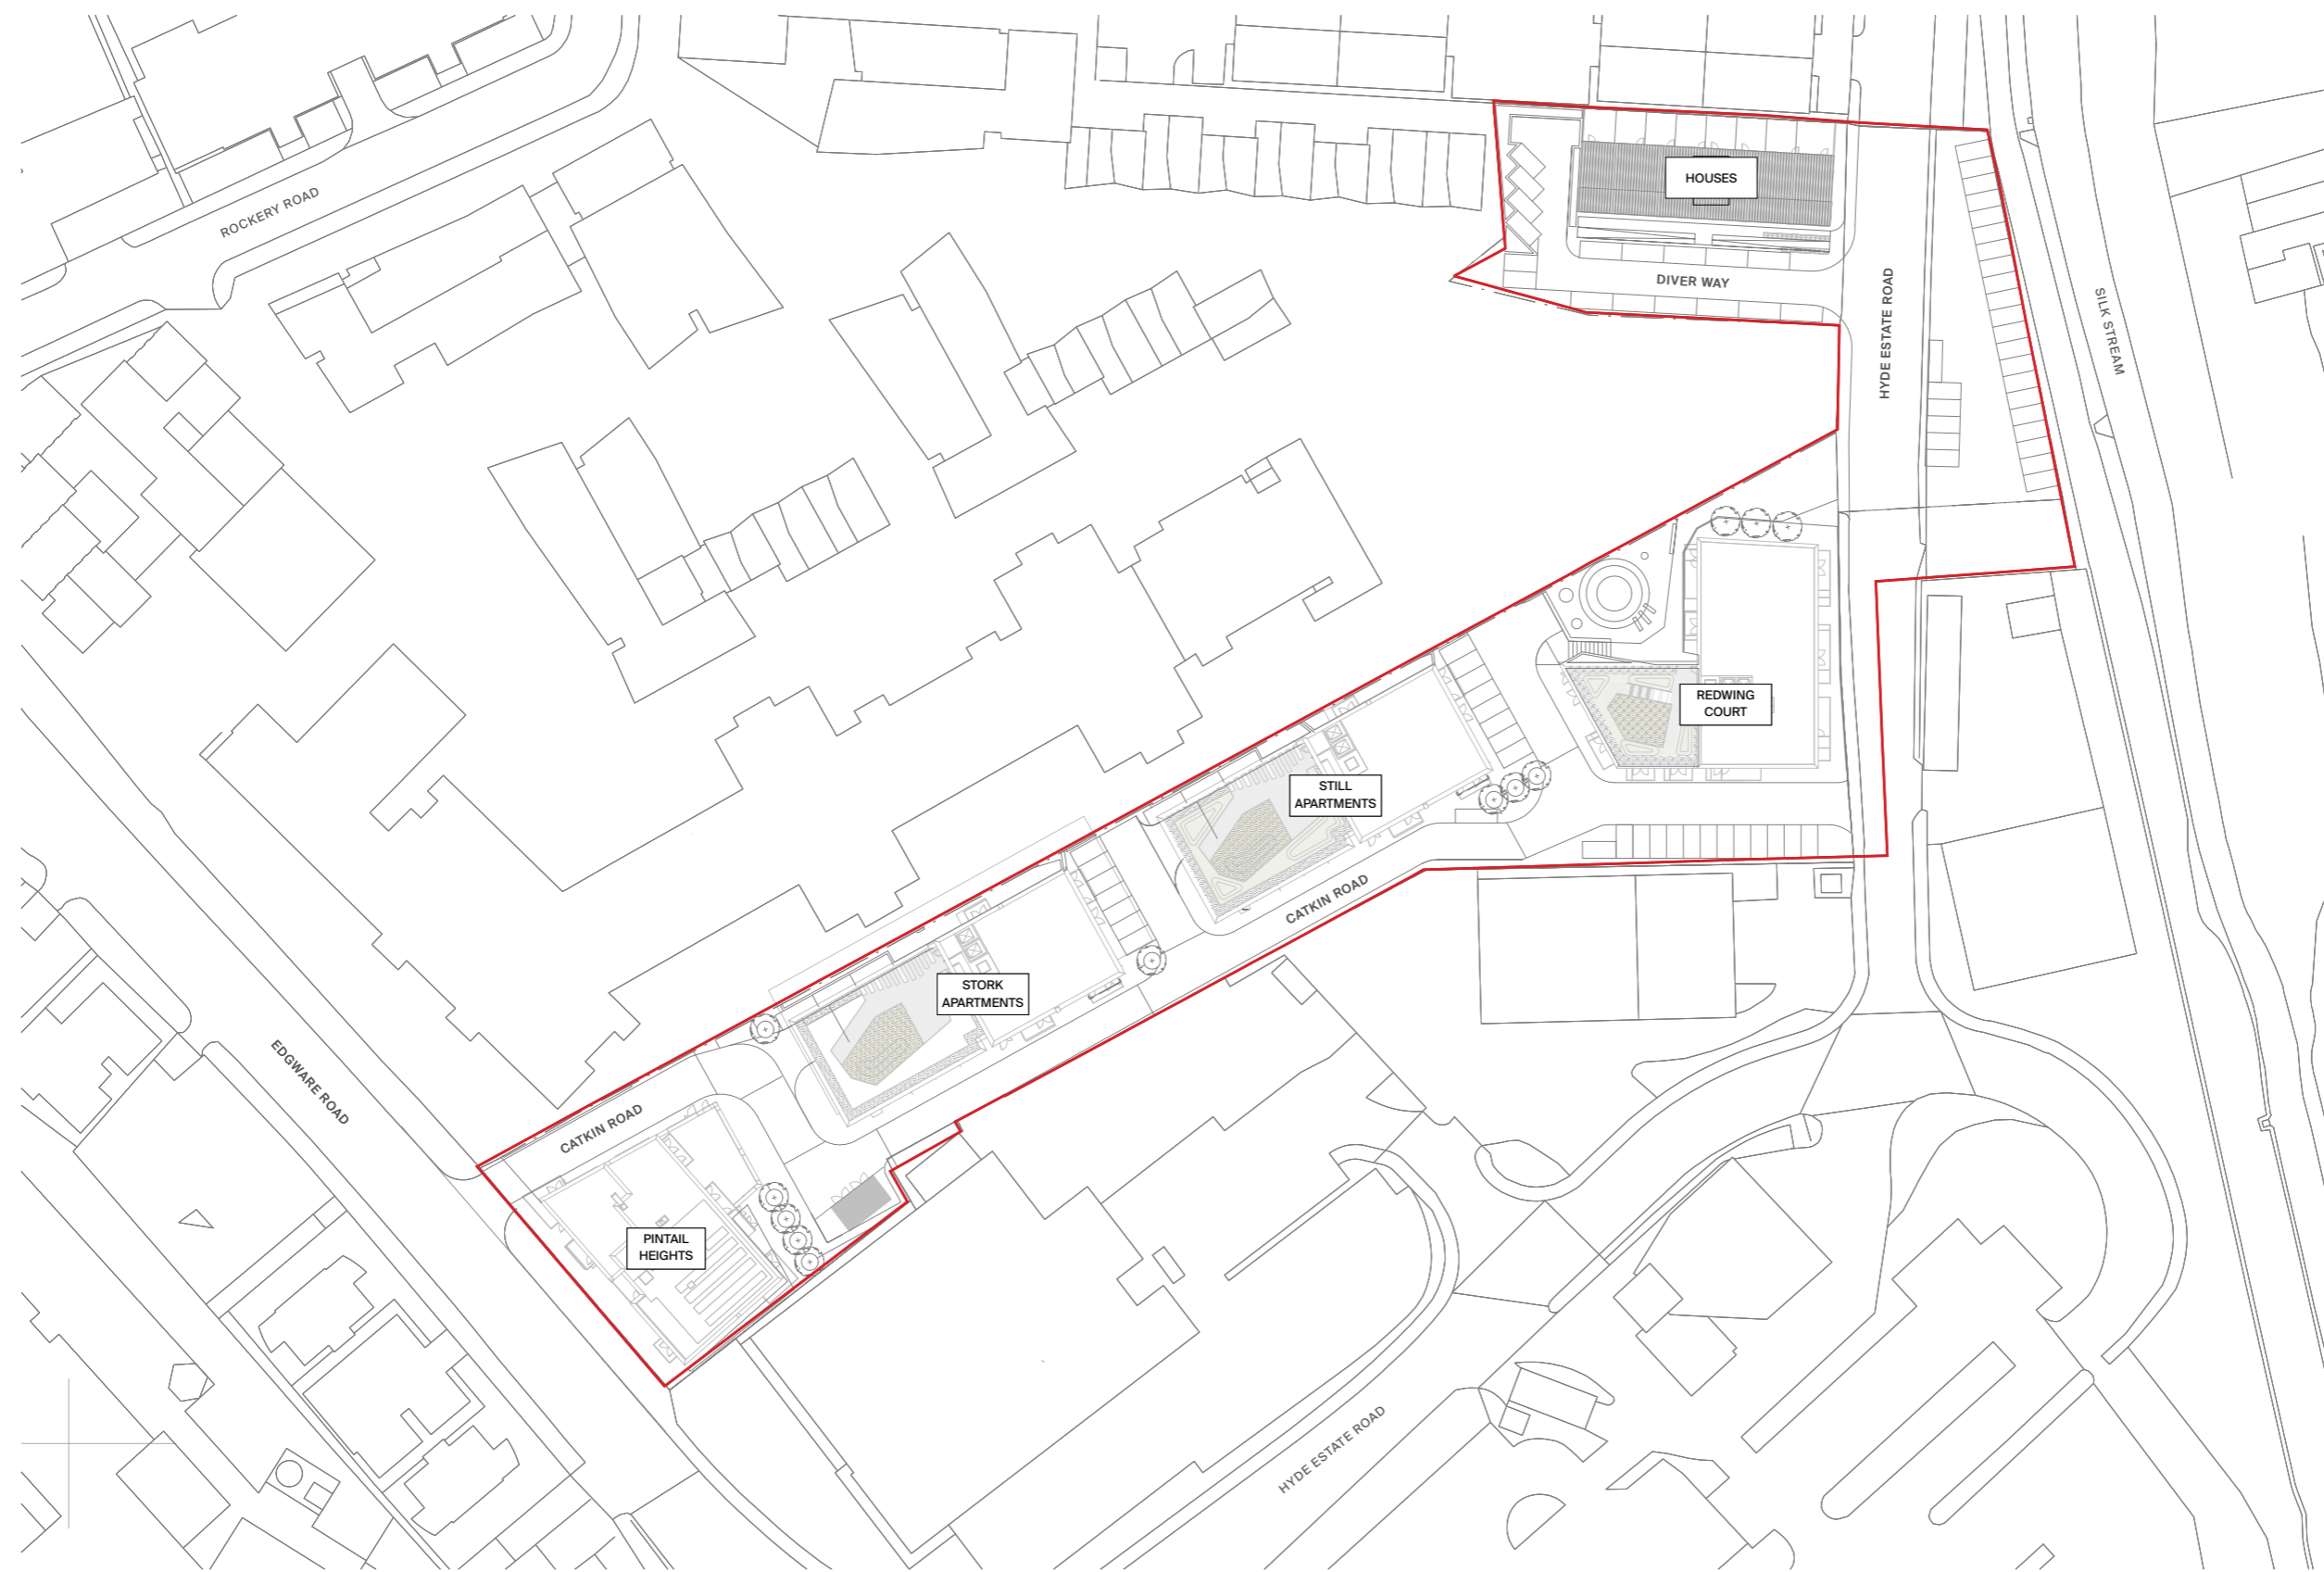 HOUSES
ROCKERY ROAD
DIVER WAY
HYDE ESTATE ROAD
SILK STREAM
REDWING
COURT
STILL
APARTMENTS
CATKIN ROAD
STORK
APARTMENTS
EDGWARE ROAD
CATKIN ROAD
PINTAIL
HEIGHTS
HYDE ESTATE ROAD